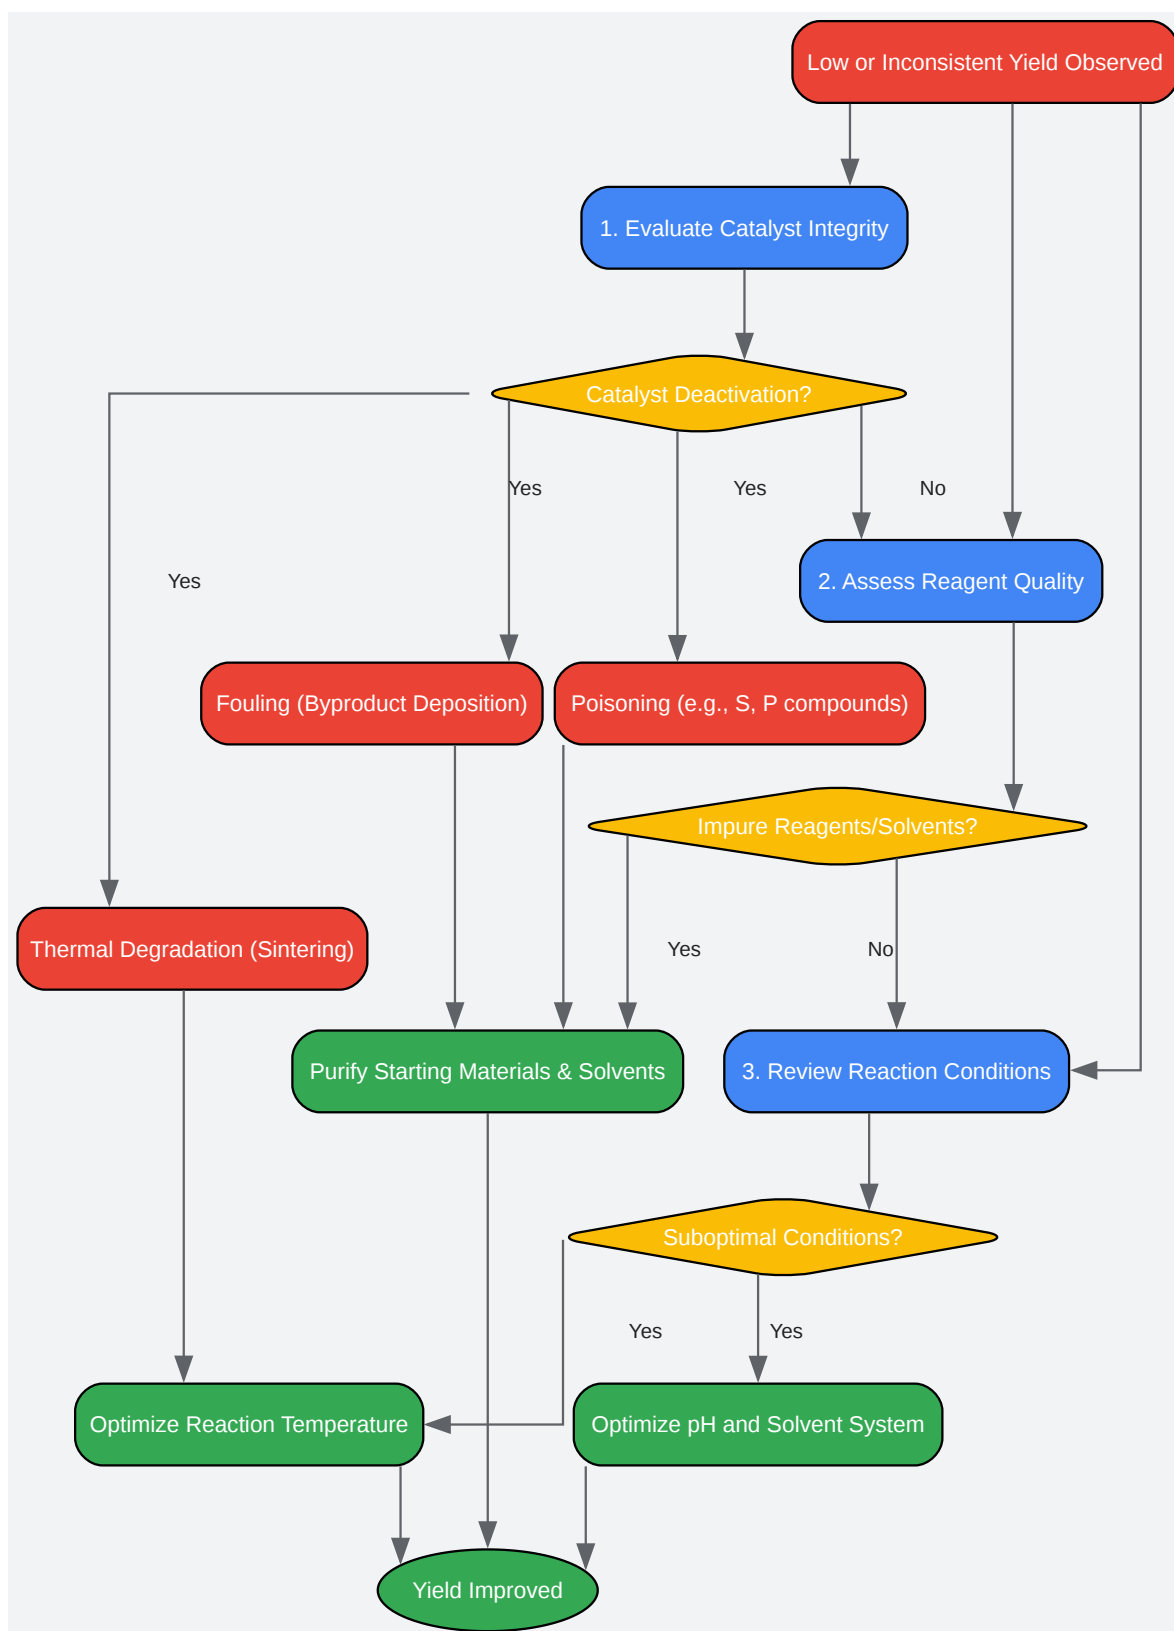 Low or Inconsistent Yield Observed
1. Evaluate Catalyst Integrity
Catalyst Deactivation?
Yes
Yes
No
2. Assess Reagent Quality
Yes
Fouling (Byproduct Deposition)
Poisoning (e.g., S, P compounds)
Impure Reagents/Solvents?
Thermal Degradation (Sintering)
Yes
No
Purify Starting Materials & Solvents
3. Review Reaction Conditions
Suboptimal Conditions?
Yes
Yes
Optimize Reaction Temperature
Optimize pH and Solvent System
Yield Improved